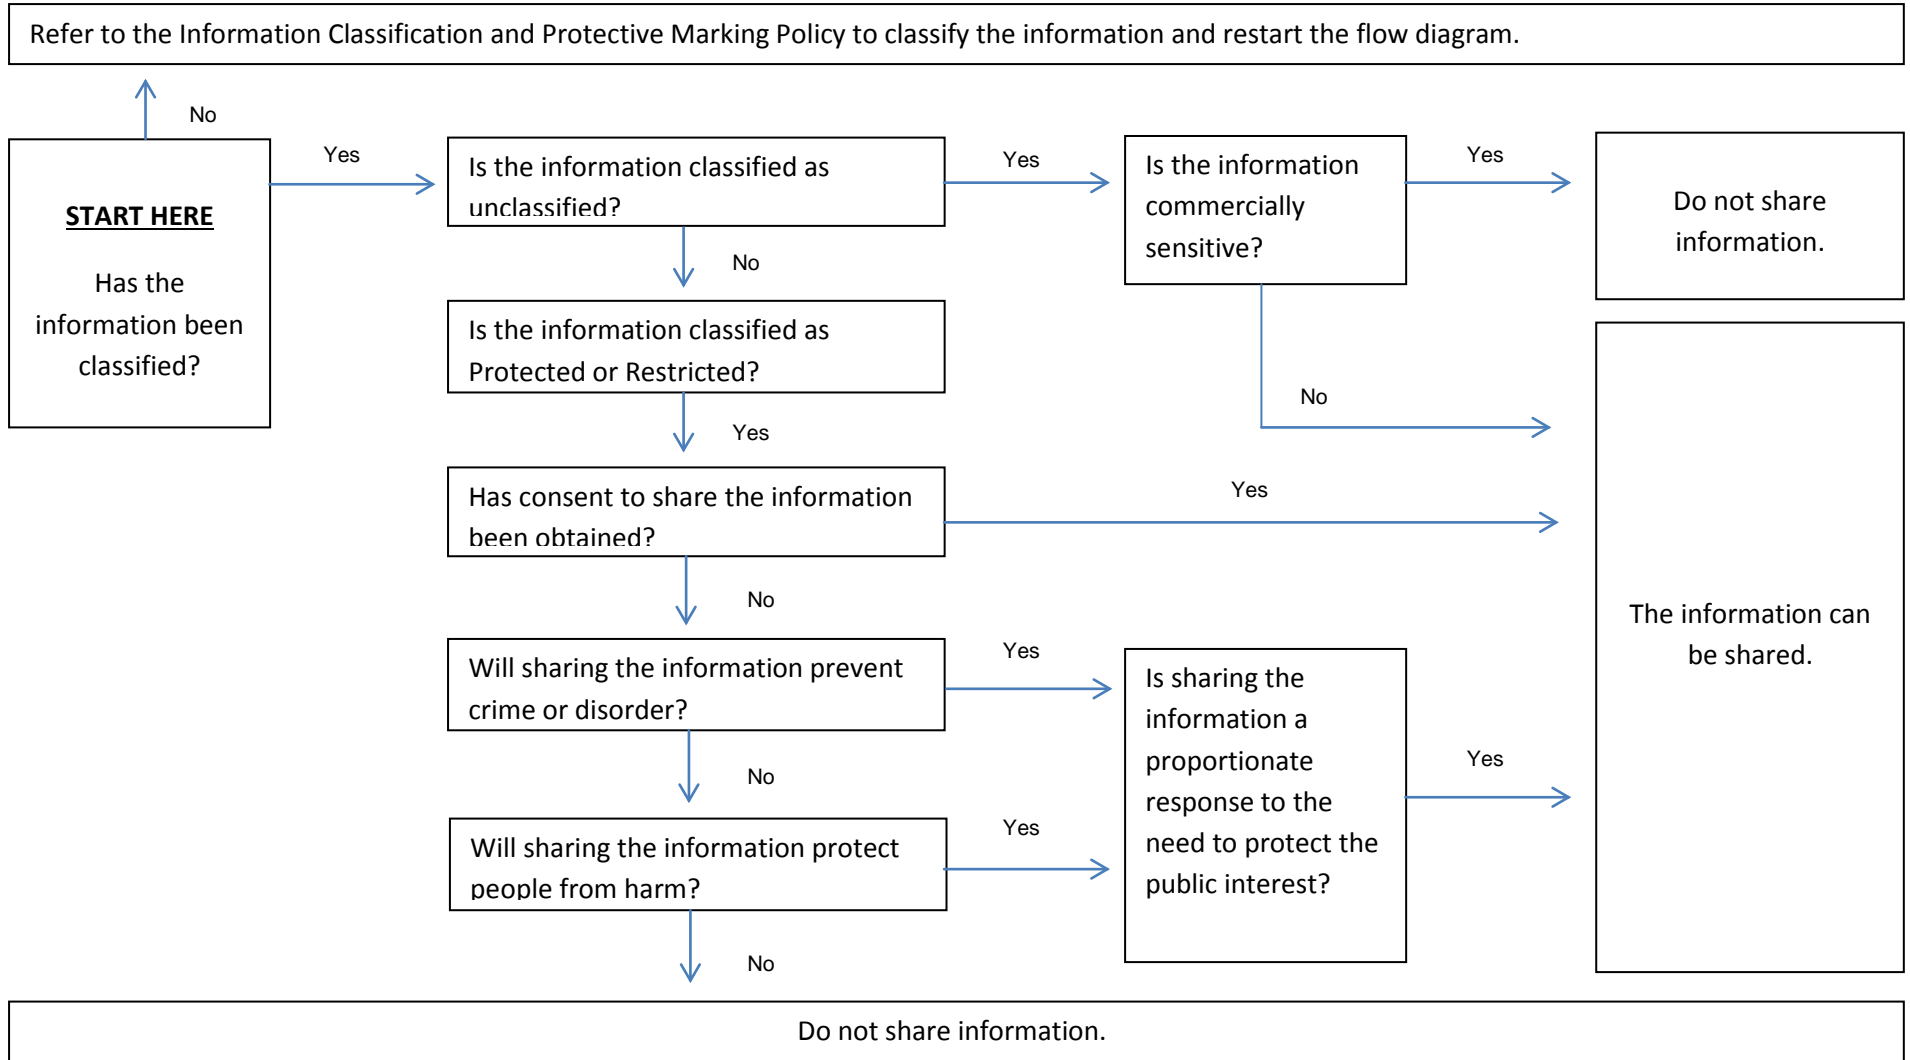 Refer to the Information Classification and Protective Marking Policy to classify the information and restart the flow diagram.
No
START HERE
Has the
information been
classified?
Yes
Is the information classified as
unclassified?
Yes
Is the information
commercially
sensitive?
Yes
Do not share
information.
No
Is the information classified as
Protected or Restricted?
No
Yes
Has consent to share the information
been obtained?
Yes
The information can
be shared.
No
Will sharing the information prevent
crime or disorder?
Yes
Is sharing the
information a
proportionate
response to the
need to protect the
public interest?
Yes
No
Will sharing the information protect
people from harm?
Yes
No
Do not share information.